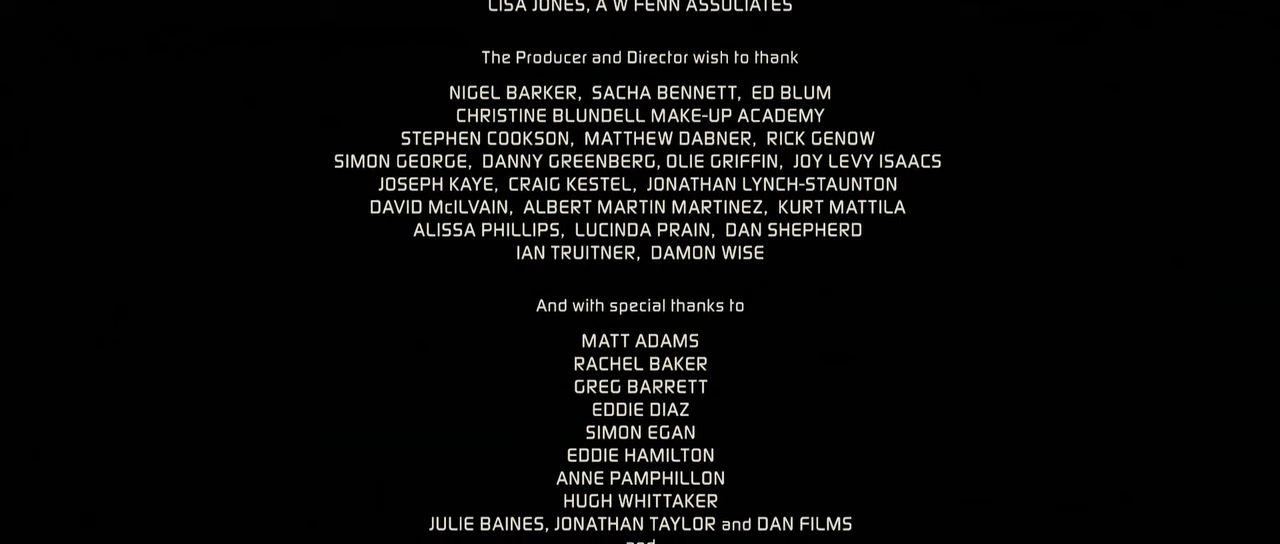 LISA JONES, A W FENN ASSOCIATES
The Producer and Director wish to thank
NIGEL BARKER, SACHA BENNETT, ED BLUM
CHRISTINE BLUNDELL MAKE-UP ACADEMY
STEPHEN COOKSON, MATTHEW DABNER, RICK GENOW
SIMON GEORGE, DANNY GREENBERG, OLIE GRIFFIN, JOY LEVY ISAACS
JOSEPH KAYE, CRAIG KESTEL, JONATHAN LYNCH-STAUNTON
DAVID McILVAIN, ALBERT MARTIN MARTINEZ, KURT MATTILA
ALISSA PHILLIPS, LUCINDA PRAIN, DAN SHEPHERD
IAN TRUITNER, DAMON WISE
And with special thanks to
MATT ADAMS
RACHEL BAKER
GREG BARRETT
EDDIE DIAZ
SIMON EGAN
EDDIE HAMILTON
ANNE PAMPHILLON
HUGH WHITTAKER
JULIE BAINES, JONATHAN TAYLOR and DAN FILMS
and